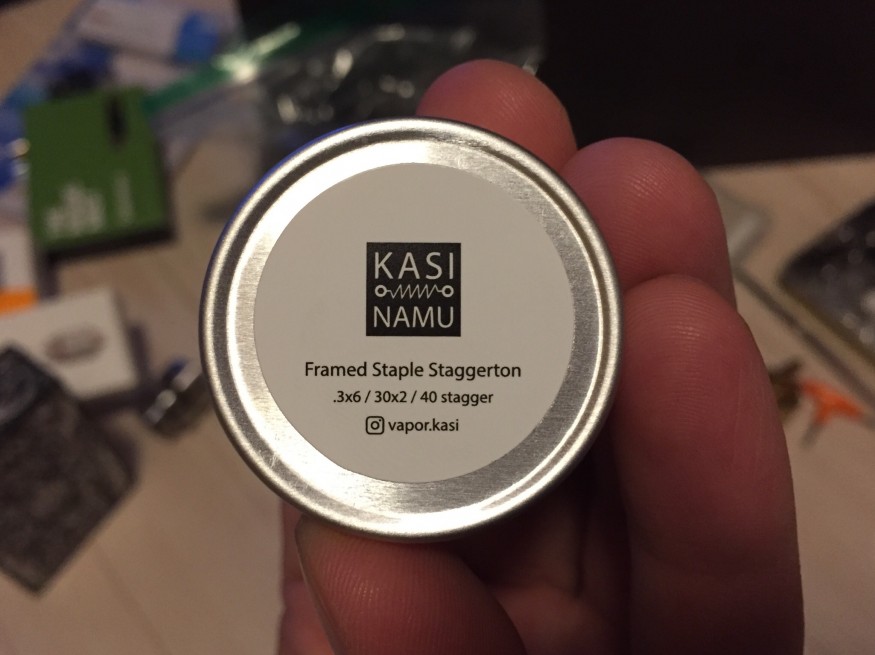 KASI
NAMU
Framed Staple Staggerton
.3x6 / 30x2 / 40 stagger
vapor.kasi